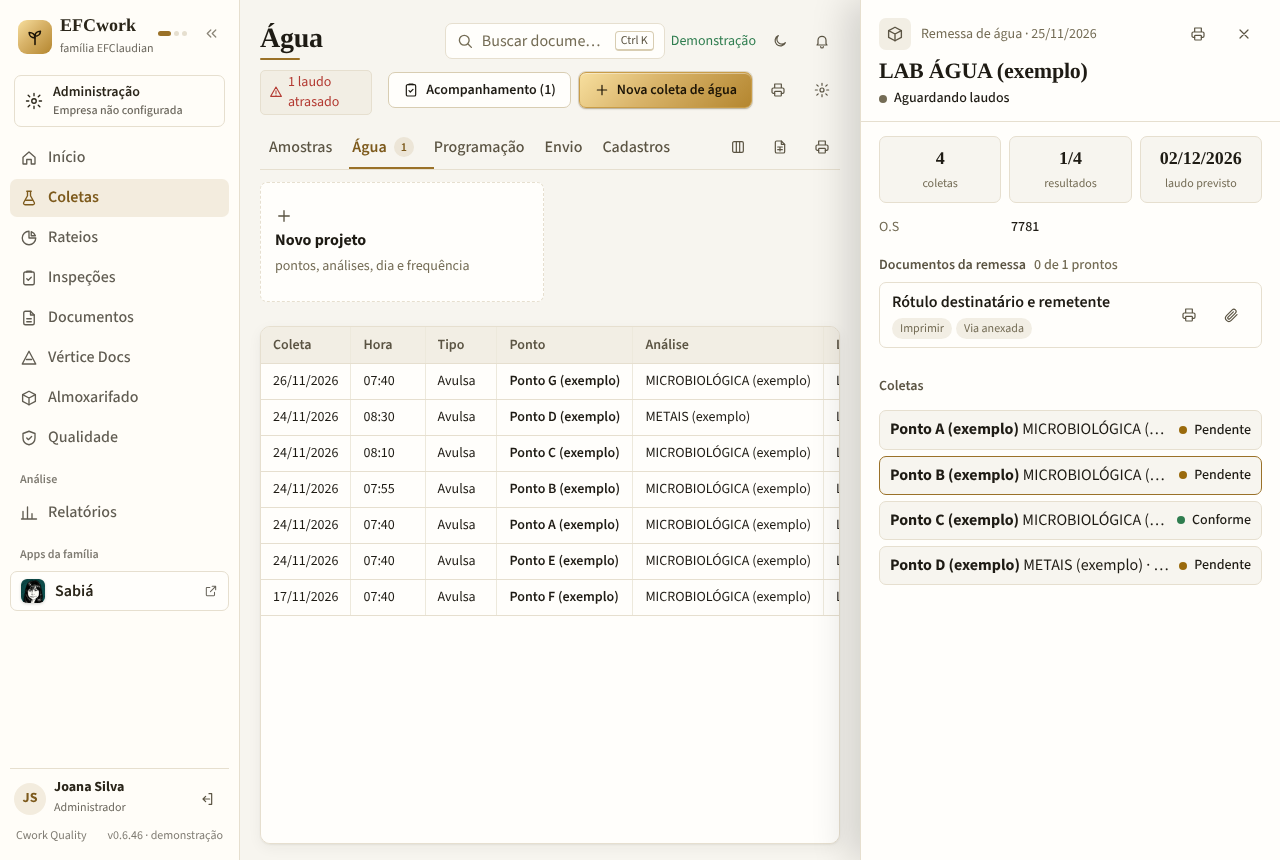 EFCwork
família EFClaudian
Administração
Empresa não configurada
Início
Coletas
Rateios
Inspeções
Documentos
Vértice Docs
Almoxarifado
Qualidade
Análise
Relatórios
Apps da família
Sabiá
JS
Joana Silva
Administrador
Cwork Quality
v0.6.46 · demonstração
Água
Buscar docume…
Ctrl K
Demonstração
1 laudo
atrasado
Acompanhamento (1)
Nova coleta de água
Amostras
Água 1
Programação
Envio
Cadastros
Novo projeto
pontos, análises, dia e frequência
Coleta Hora Tipo Ponto Análise
26/11/2026 07:40 Avulsa Ponto G (exemplo) MICROBIOLÓGICA (exemplo)
24/11/2026 08:30 Avulsa Ponto D (exemplo) METAIS (exemplo)
24/11/2026 08:10 Avulsa Ponto C (exemplo) MICROBIOLÓGICA (exemplo)
24/11/2026 07:55 Avulsa Ponto B (exemplo) MICROBIOLÓGICA (exemplo)
24/11/2026 07:40 Avulsa Ponto A (exemplo) MICROBIOLÓGICA (exemplo)
24/11/2026 07:40 Avulsa Ponto E (exemplo) MICROBIOLÓGICA (exemplo)
17/11/2026 07:40 Avulsa Ponto F (exemplo) MICROBIOLÓGICA (exemplo)
Remessa de água · 25/11/2026
LAB ÁGUA (exemplo)
Aguardando laudos
4
coletas
1/4
resultados
02/12/2026
laudo previsto
O.S 7781
Documentos da remessa 0 de 1 prontos
Rótulo destinatário e remetente
Imprimir
Via anexada
Coletas
Ponto A (exemplo) MICROBIOLÓGICA (… Pendente
Ponto B (exemplo) MICROBIOLÓGICA (… Pendente
Ponto C (exemplo) MICROBIOLÓGICA (… Conforme
Ponto D (exemplo) METAIS (exemplo) · … Pendente